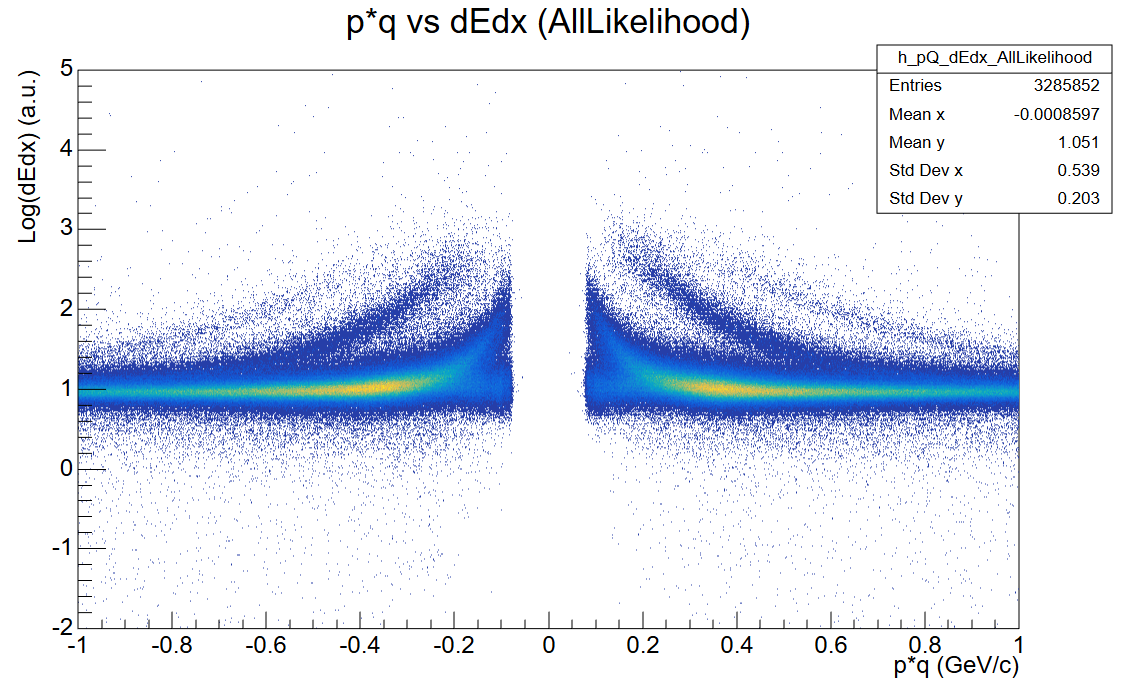 p*q vs dEdx (AllLikelihood)
h_pQ_dEdx_AllLikelihood
Entries 3285852
Mean x -0.0008597
Mean y 1.051
Std Dev x 0.539
Std Dev y 0.203
Log(dEdx) (a.u.)
5
4
3
2
1
0
-1
-2
-1 -0.8 -0.6 -0.4 -0.2 0 0.2 0.4 0.6 0.8 1
p*q (GeV/c)